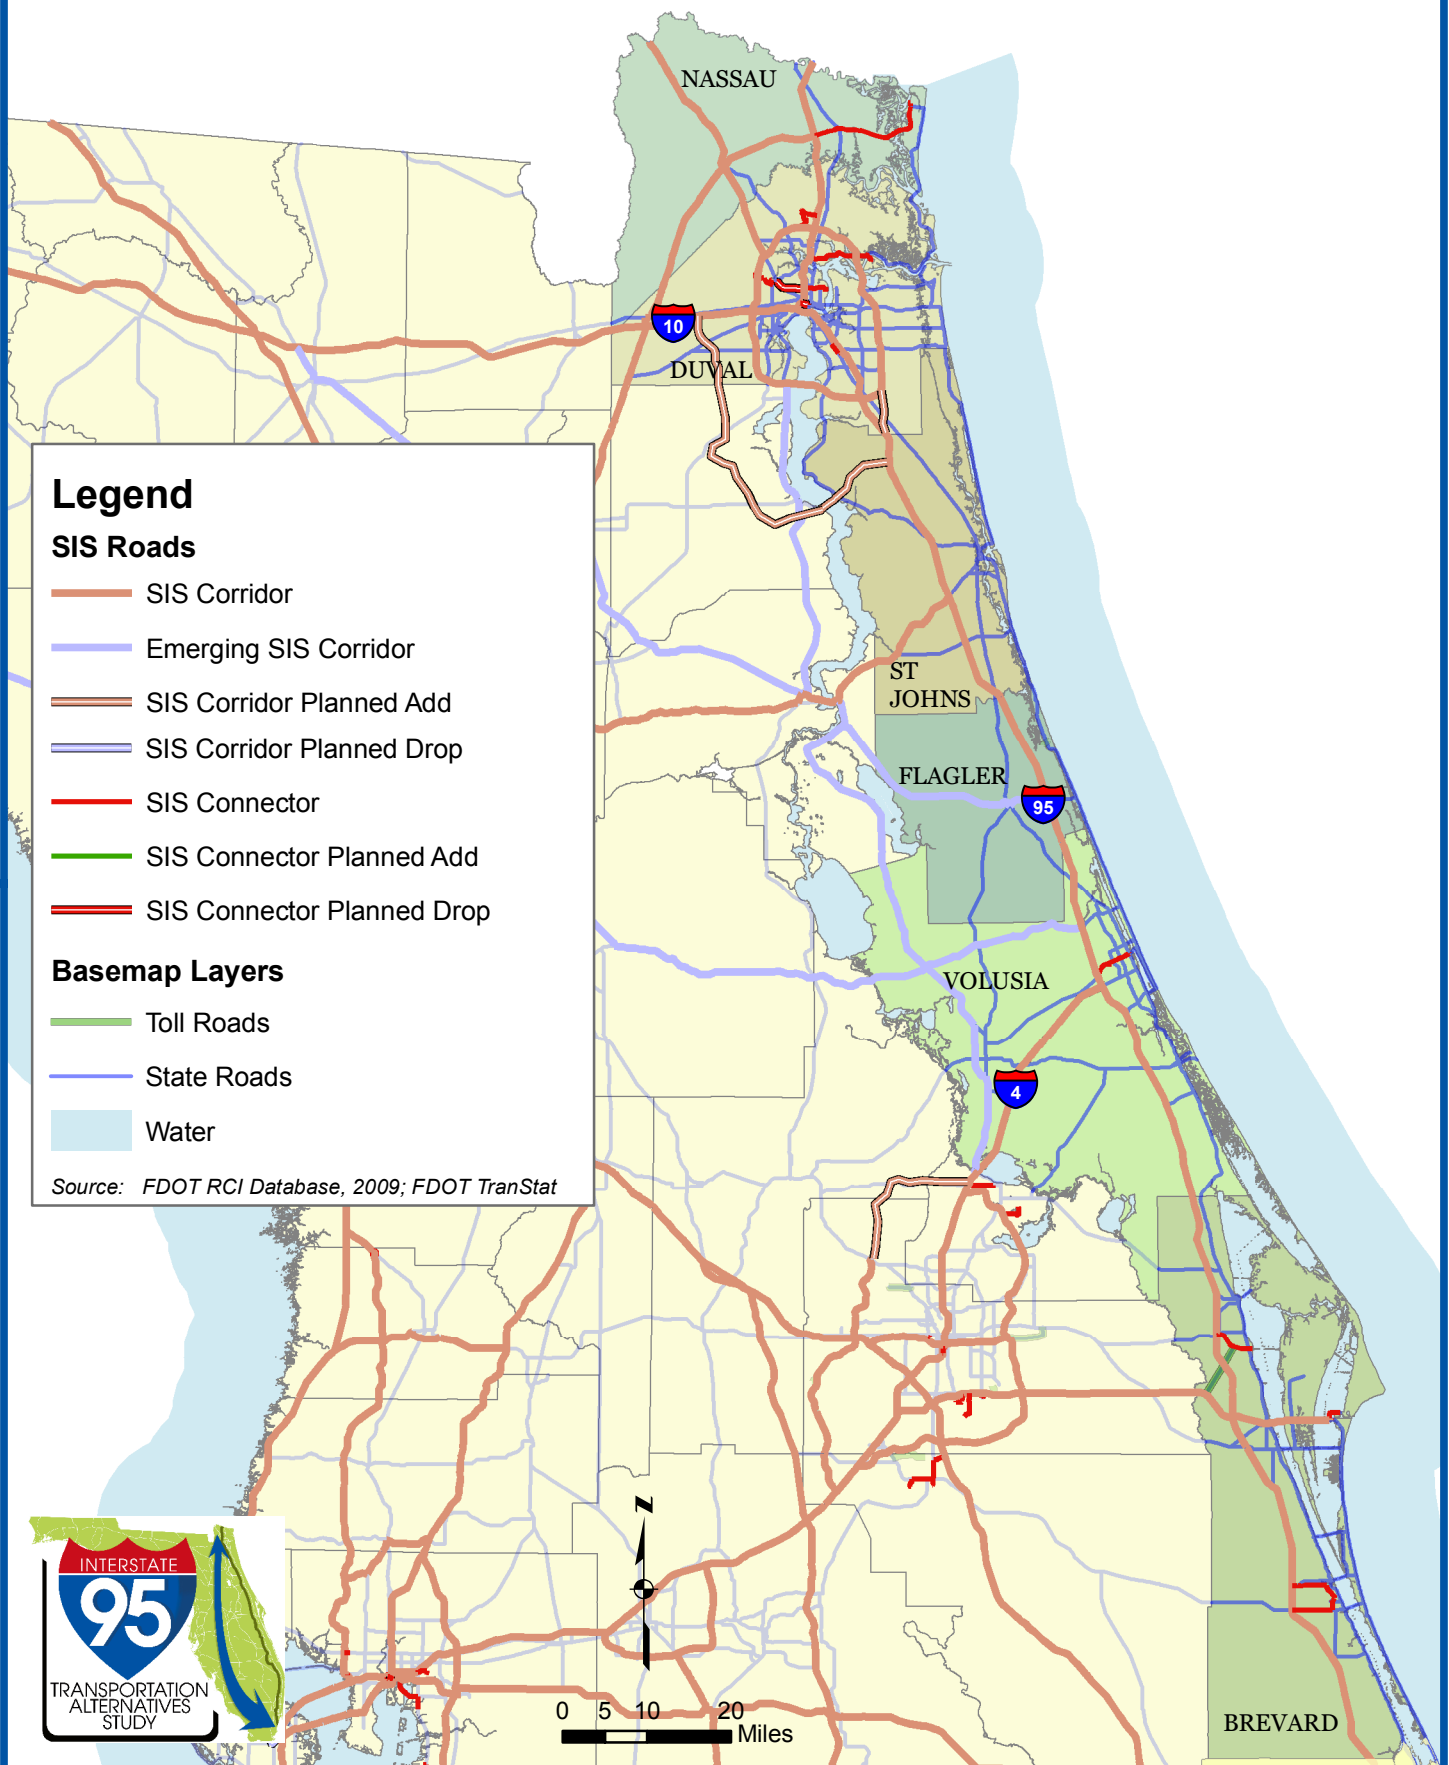 NASSAU
10
DUVAL
Legend
SIS Roads
SIS Corridor
Emerging SIS Corridor
SIS Corridor Planned Add
SIS Corridor Planned Drop
SIS Connector
SIS Connector Planned Add
SIS Connector Planned Drop
Basemap Layers
Toll Roads
State Roads
Water
Source: FDOT RCI Database, 2009; FDOT TranStat
ST
JOHNS
FLAGLER
95
VOLUSIA
4
z
INTERSTATE
95
TRANSPORTATION
ALTERNATIVES
STUDY
0 5 10 20
Miles
BREVARD